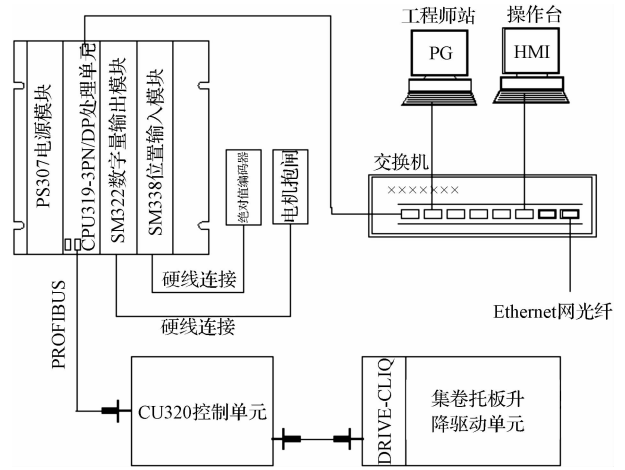 工程师站
操作台
PG
HMI
PS307电源模块
CPU319-3PN/DP处理单元
SM322数字量输出模块
SM338位置输入模块
绝对值编码器
电机抱闸
交换机
×××××××
硬线连接
硬线连接
Ethernet网光纤
PROFIBUS
CU320控制单元
DRIVE-CLIQ
集卷托板升
降驱动单元